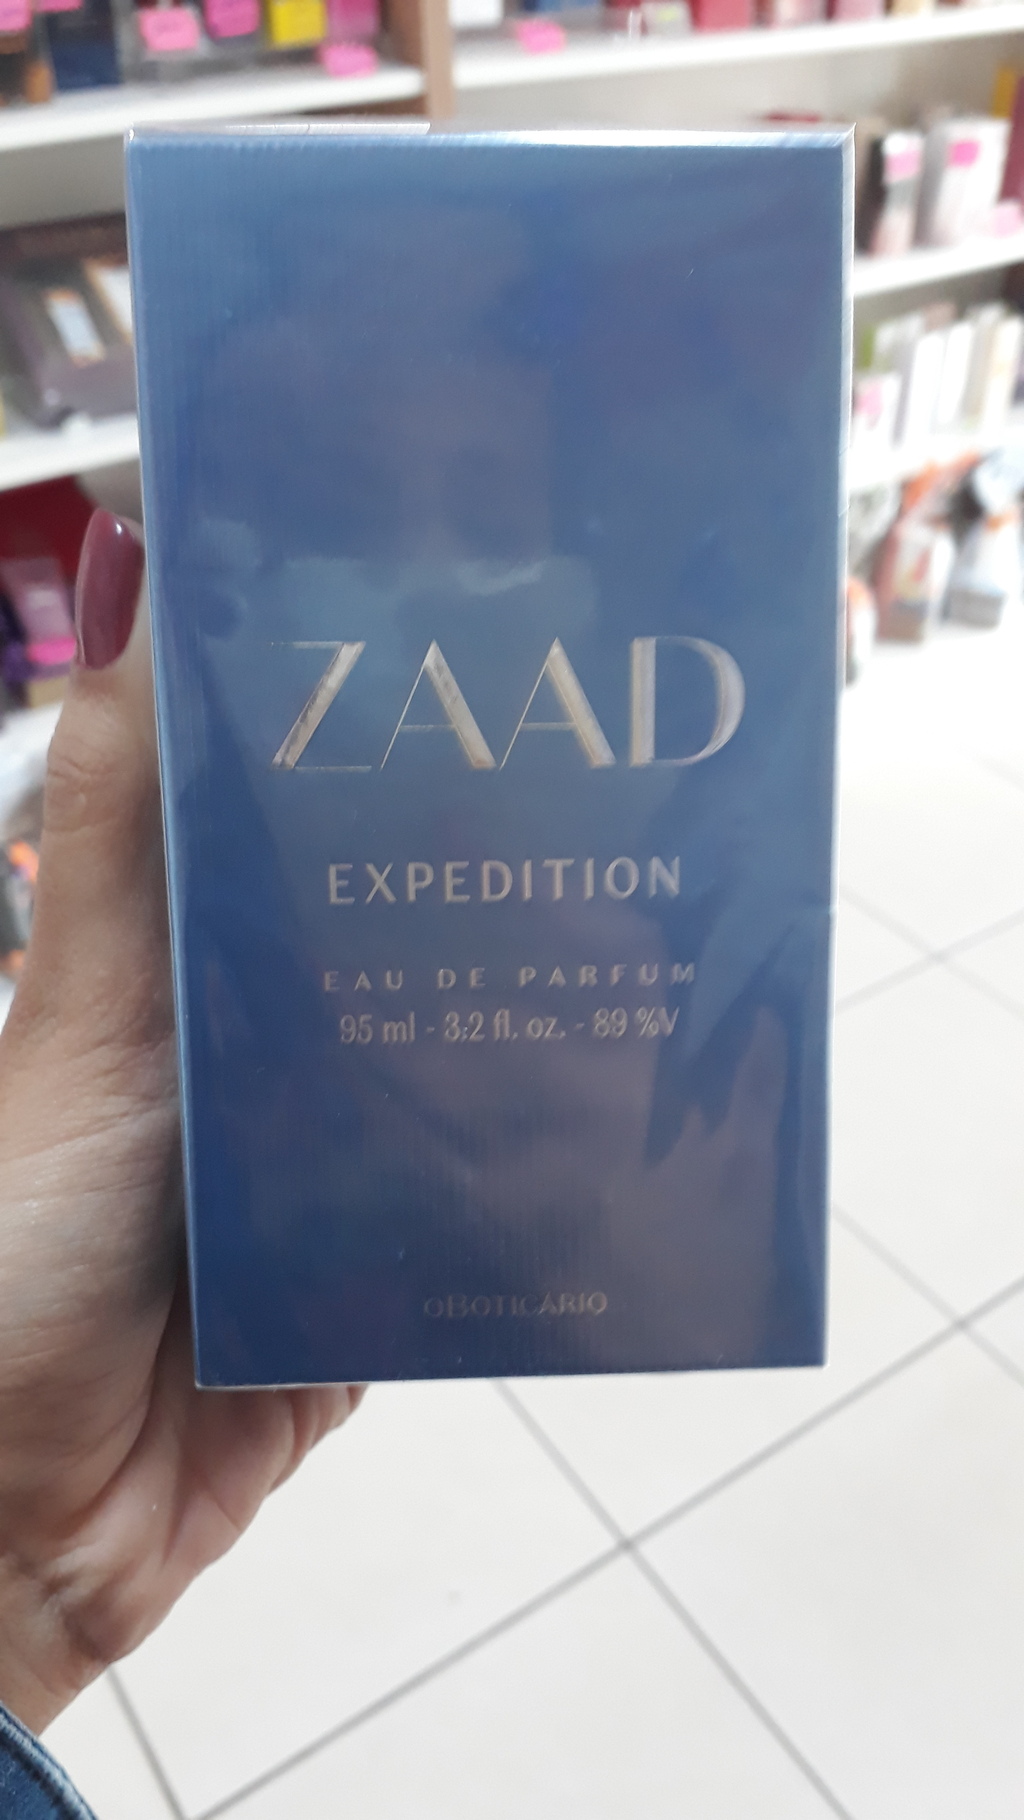 ZAAD
EXPEDITION
EAU DE PARFUM
95 ml - 3.2 fl. oz. - 89 %V
oBOTICÁRIO